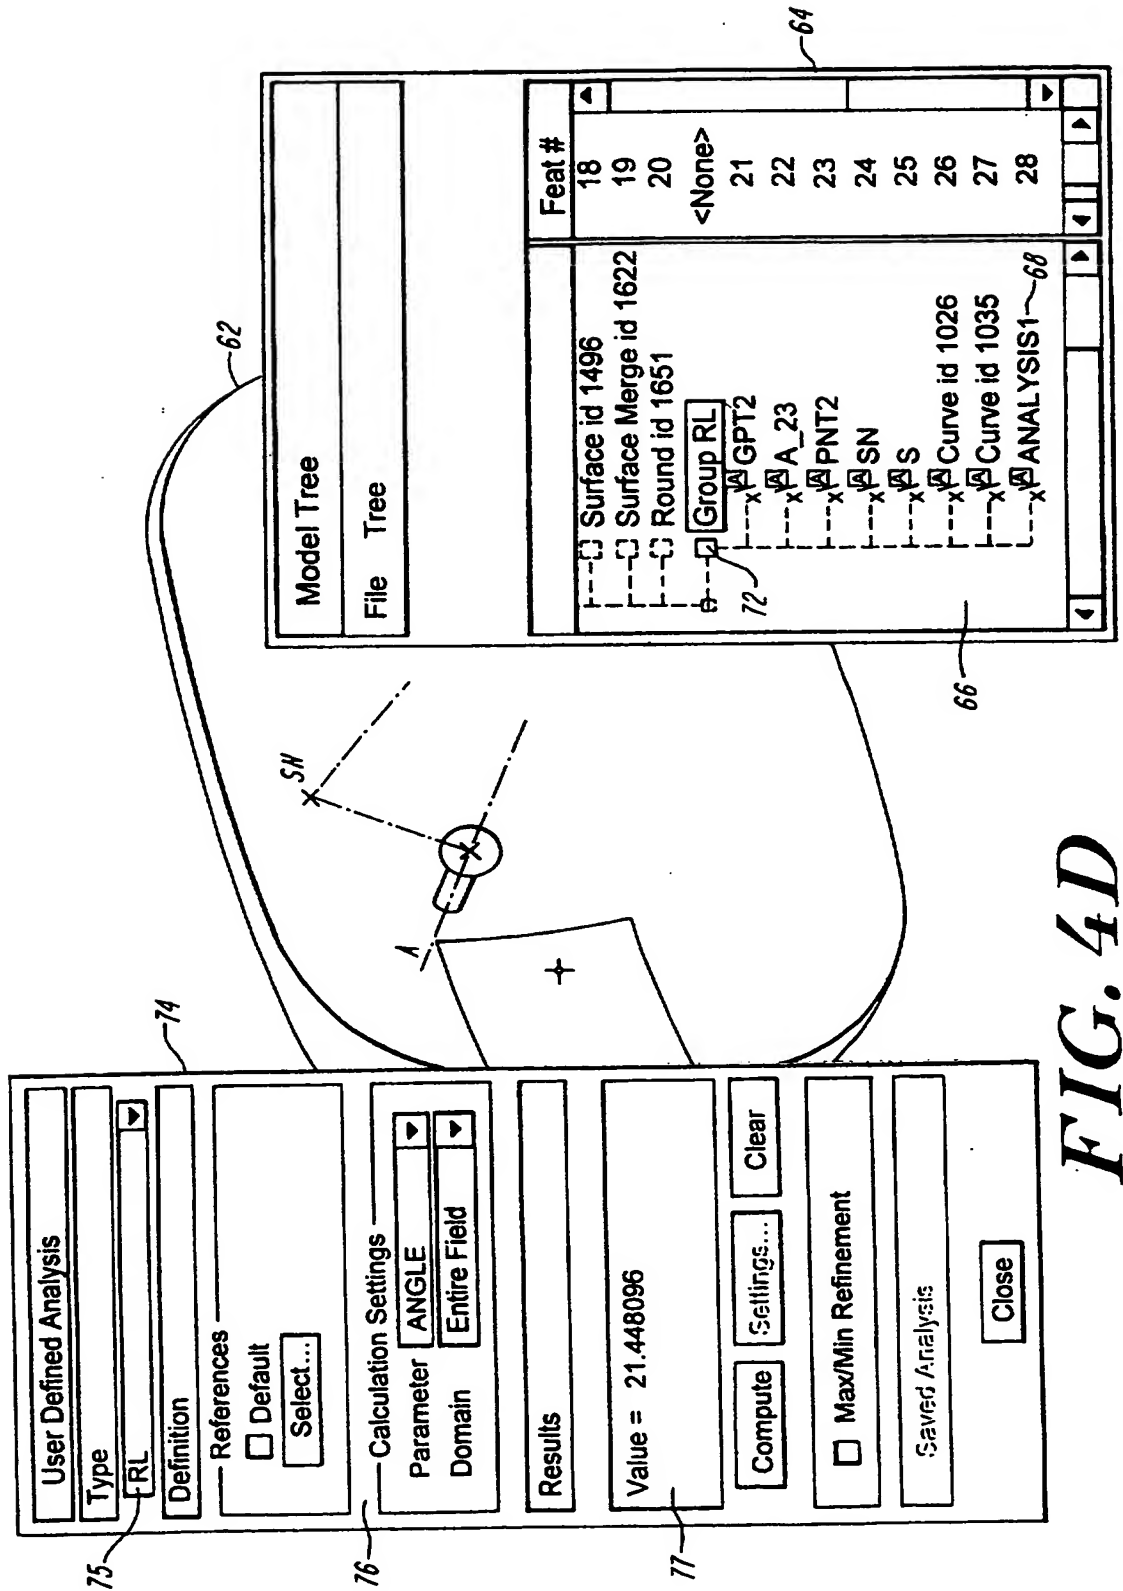 User Defined Analysis
Type
RL
Definition
References
Default
Select...
Calculation Settings
Parameter ANGLE
Domain Entire Field
Results
Value = 21.448096
Compute Settings... Clear
Max/Min Refinement
Saved Analysis
Close
74
75
76
77
A
SN
62
Model Tree
File Tree
Feat #
Surface id 1496 18
Surface Merge id 1622 19
Round id 1651 20
Group RL <None>
GPT2 21
A_23 22
PNT2 23
SN 24
S 25
Curve id 1026 26
Curve id 1035 27
ANALYSIS1 28
68
72
66
64
FIG. 4D